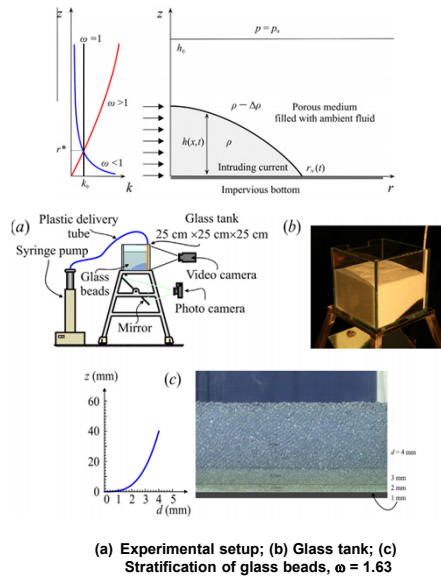 z
ω =1
ω >1
r*
ω <1
k₀
k
z
p = p₀
h₀
ρ − Δρ
Porous medium
filled with ambient fluid
h(x,t)
ρ
Intruding current
r_N(t)
Impervious bottom
r
(a)
Plastic delivery
tube
Glass tank
25 cm ×25 cm×25 cm
Syringe pump
Glass
beads
Video camera
Photo camera
Mirror
(b)
z (mm)
60
40
20
0
0 1 2 3 4 5
d (mm)
(c)
d = 4 mm
3 mm
2 mm
1 mm
(a) Experimental setup; (b) Glass tank; (c)
Stratification of glass beads, ω = 1.63